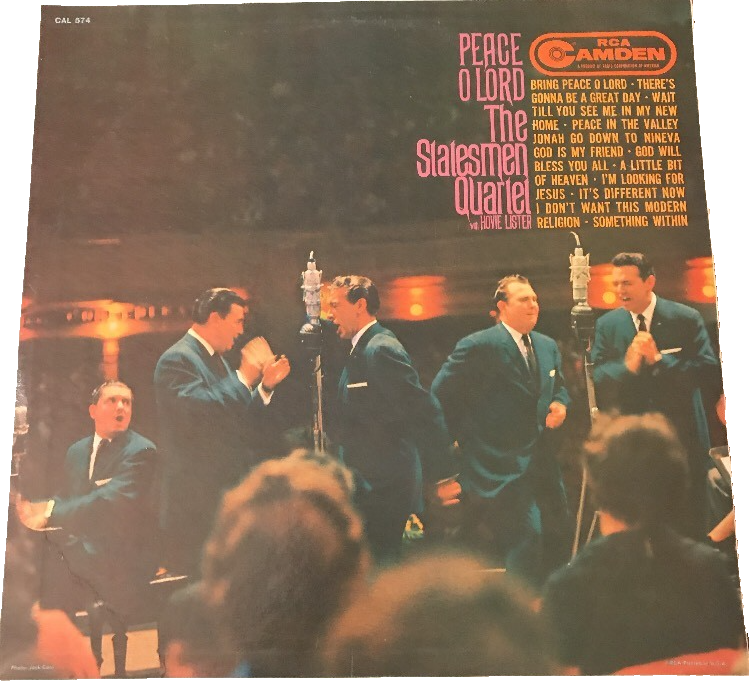 CAL 574
PEACE
O LORD
The
Statesmen
Quartet
HOVIE LISTER
RCA
CAMDEN
BRING PEACE O LORD · THERE'S
GONNA BE A GREAT DAY · WAIT
TILL YOU SEE ME IN MY NEW
HOME · PEACE IN THE VALLEY
JONAH GO DOWN TO NINEVA
GOD IS MY FRIEND · GOD WILL
BLESS YOU ALL · A LITTLE BIT
OF HEAVEN · I'M LOOKING FOR
JESUS · IT'S DIFFERENT NOW
I DON'T WANT THIS MODERN
RELIGION · SOMETHING WITHIN